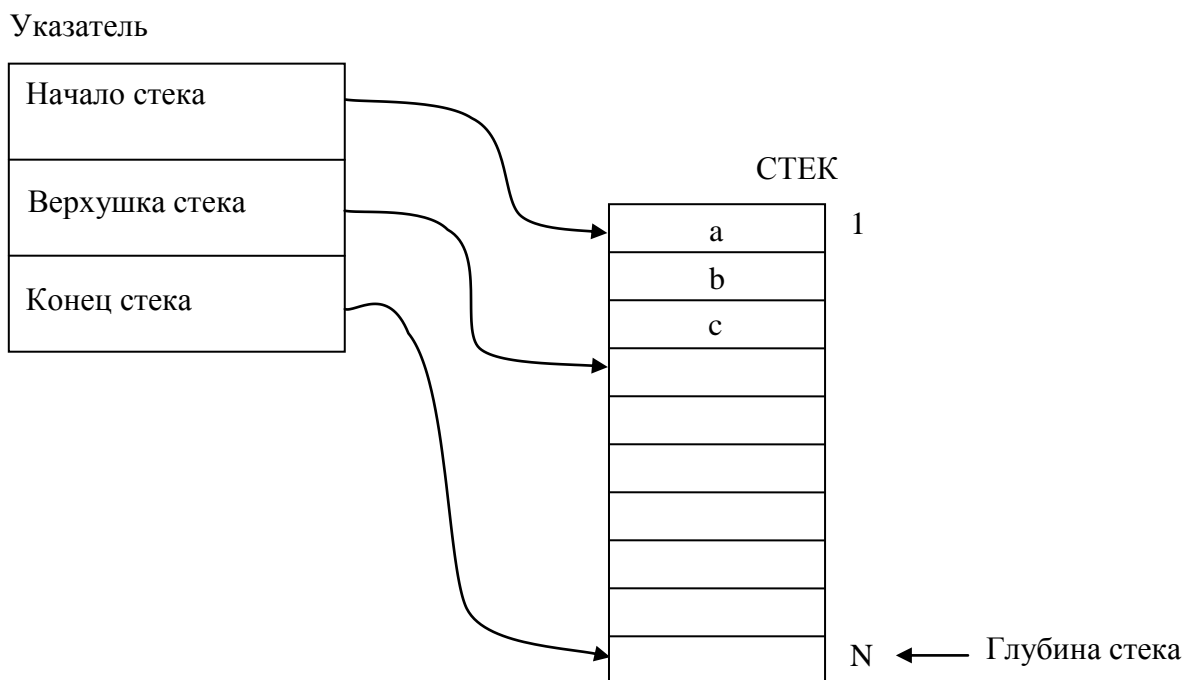 Указатель
Начало стека
Верхушка стека
Конец стека
СТЕК
a
1
b
c
N
Глубина стека